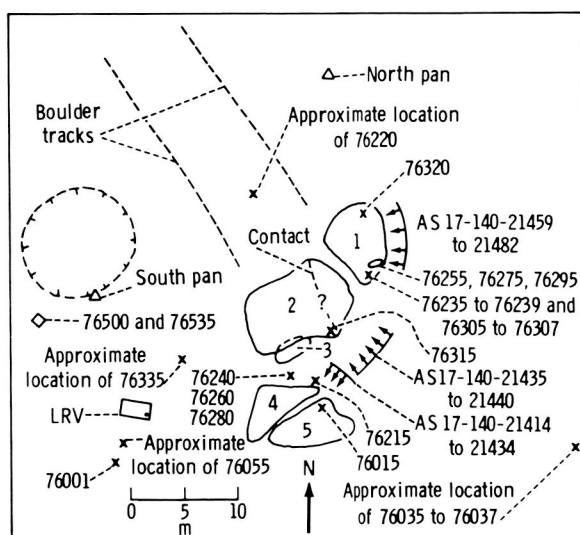 North pan
Boulder
tracks
Approximate location
of 76220
76320
Contact
AS 17-140-21459
to 21482
1
76255, 76275, 76295
South pan
2
?
76235 to 76239 and
76305 to 76307
76500 and 76535
3
76315
Approximate
location of 76335
76240
76260
76280
AS17-140-21435
to 21440
LRV
4
76215
AS17-140-21414
to 21434
5
76015
Approximate
location of 76055
76001
N
0 5 10
m
Approximate location
of 76035 to 76037